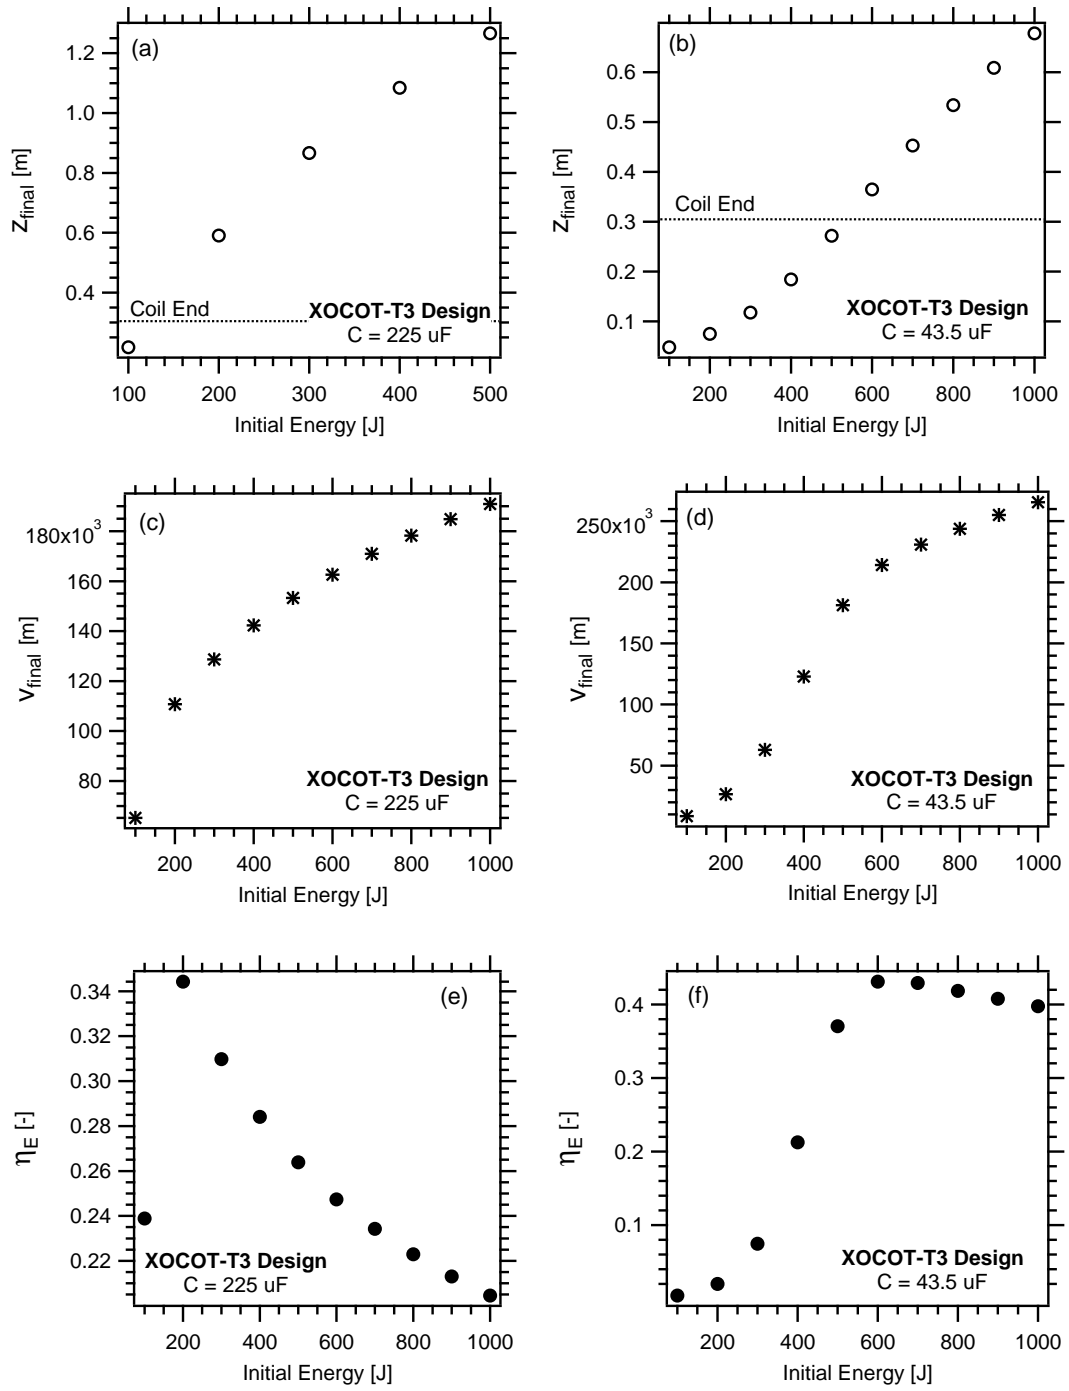 (a)
1.2
1.0
0.8
0.6
0.4
z_final [m]
Coil End
XOCOT-T3 Design
C = 225 uF
100 200 300 400 500
Initial Energy [J]
(b)
0.6
0.5
0.4
0.3
0.2
0.1
z_final [m]
Coil End
XOCOT-T3 Design
C = 43.5 uF
200 400 600 800 1000
Initial Energy [J]
(c)
180x10³
160
140
120
100
80
v_final [m]
XOCOT-T3 Design
C = 225 uF
200 400 600 800 1000
Initial Energy [J]
(d)
250x10³
200
150
100
50
v_final [m]
XOCOT-T3 Design
C = 43.5 uF
200 400 600 800 1000
Initial Energy [J]
(e)
0.34
0.32
0.30
0.28
0.26
0.24
0.22
η_E [-]
XOCOT-T3 Design
C = 225 uF
200 400 600 800 1000
Initial Energy [J]
(f)
0.4
0.3
0.2
0.1
η_E [-]
XOCOT-T3 Design
C = 43.5 uF
200 400 600 800 1000
Initial Energy [J]